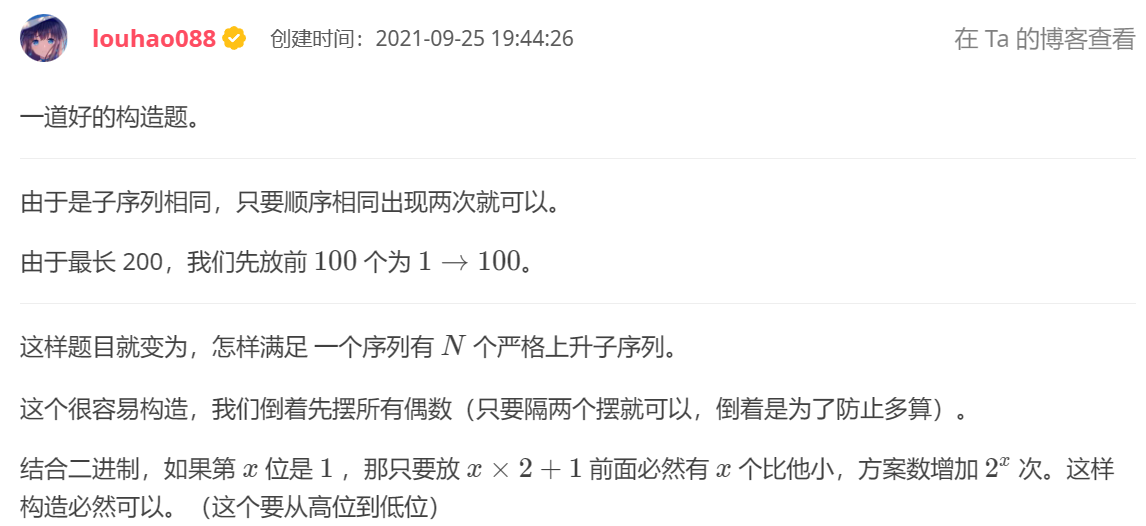 louhao088 创建时间：2021-09-25 19:44:26 在 Ta 的博客查看
一道好的构造题。
由于是子序列相同，只要顺序相同出现两次就可以。
由于最长 200，我们先放前 100 个为 1 → 100。
这样题目就变为，怎样满足 一个序列有 N 个严格上升子序列。
这个很容易构造，我们倒着先摆所有偶数（只要隔两个摆就可以，倒着是为了防止多算）。
结合二进制，如果第 x 位是 1 ，那只要放 x × 2 + 1 前面必然有 x 个比他小，方案数增加 2^x 次。这样
构造必然可以。（这个要从高位到低位）